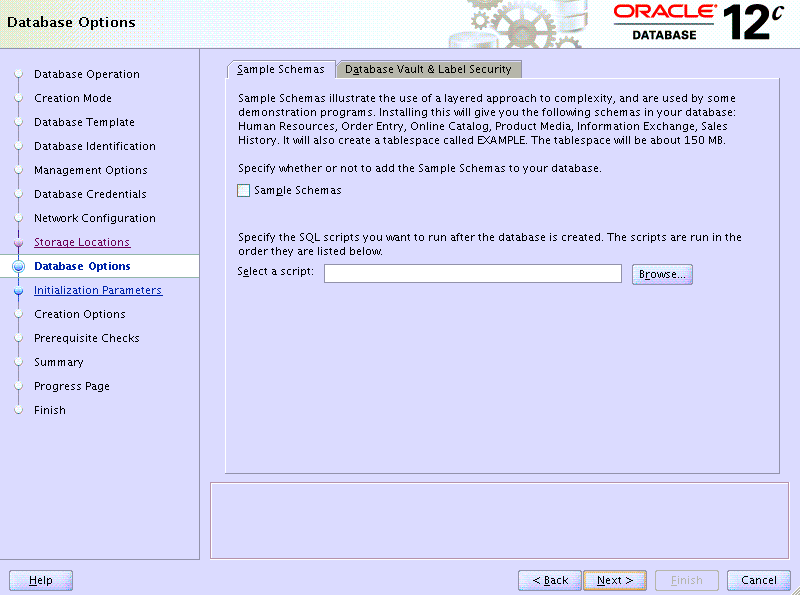 Database Options
ORACLE
DATABASE
12c
Database Operation
Creation Mode
Database Template
Database Identification
Management Options
Database Credentials
Network Configuration
Storage Locations
Database Options
Initialization Parameters
Creation Options
Prerequisite Checks
Summary
Progress Page
Finish
Sample Schemas
Database Vault & Label Security
Sample Schemas illustrate the use of a layered approach to complexity, and are used by some
demonstration programs. Installing this will give you the following schemas in your database:
Human Resources, Order Entry, Online Catalog, Product Media, Information Exchange, Sales
History. It will also create a tablespace called EXAMPLE. The tablespace will be about 150 MB.
Specify whether or not to add the Sample Schemas to your database.
Sample Schemas
Specify the SQL scripts you want to run after the database is created. The scripts are run in the
order they are listed below.
Select a script:
Browse...
Help
< Back
Next >
Finish
Cancel